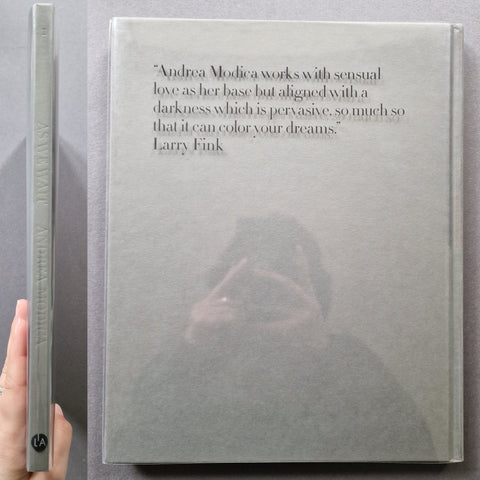 AS WE WAIT ANDREA MODICA
L'A
"Andrea Modica works with sensual
love as her base but aligned with a
darkness which is pervasive, so much so
that it can color your dreams."
Larry Fink